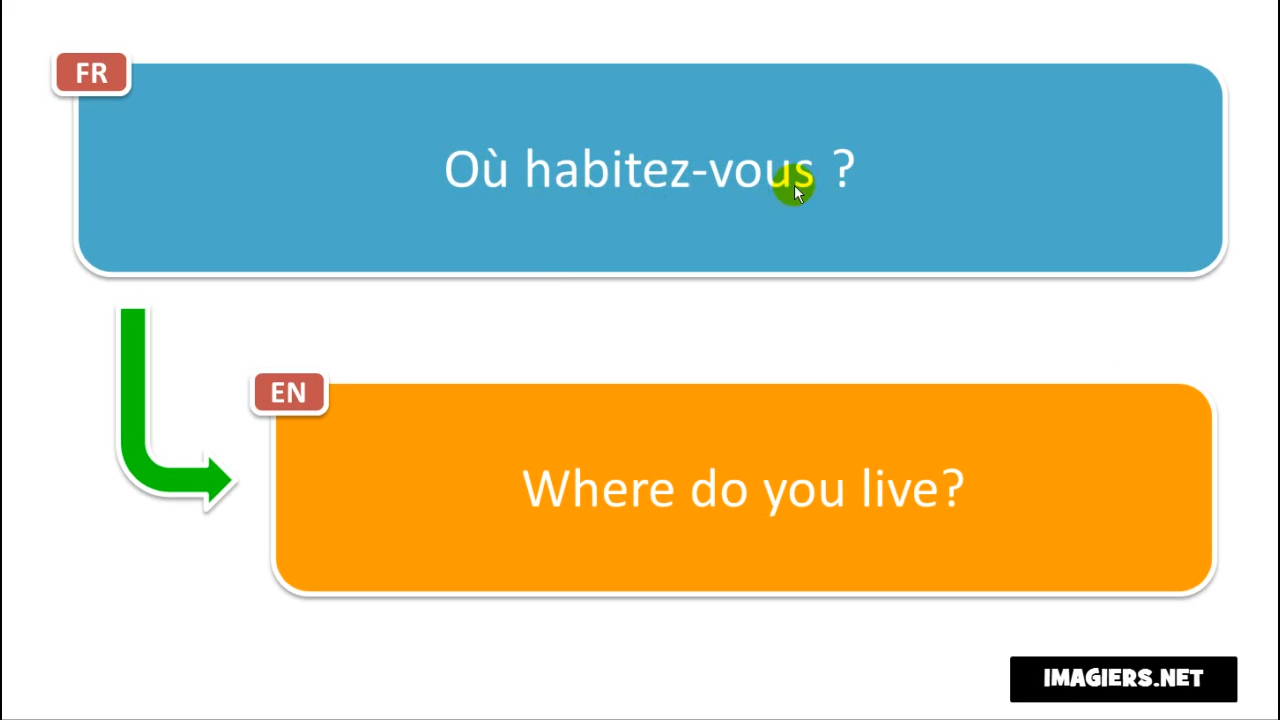 FR
Où habitez-vous ?
EN
Where do you live?
IMAGIERS.NET